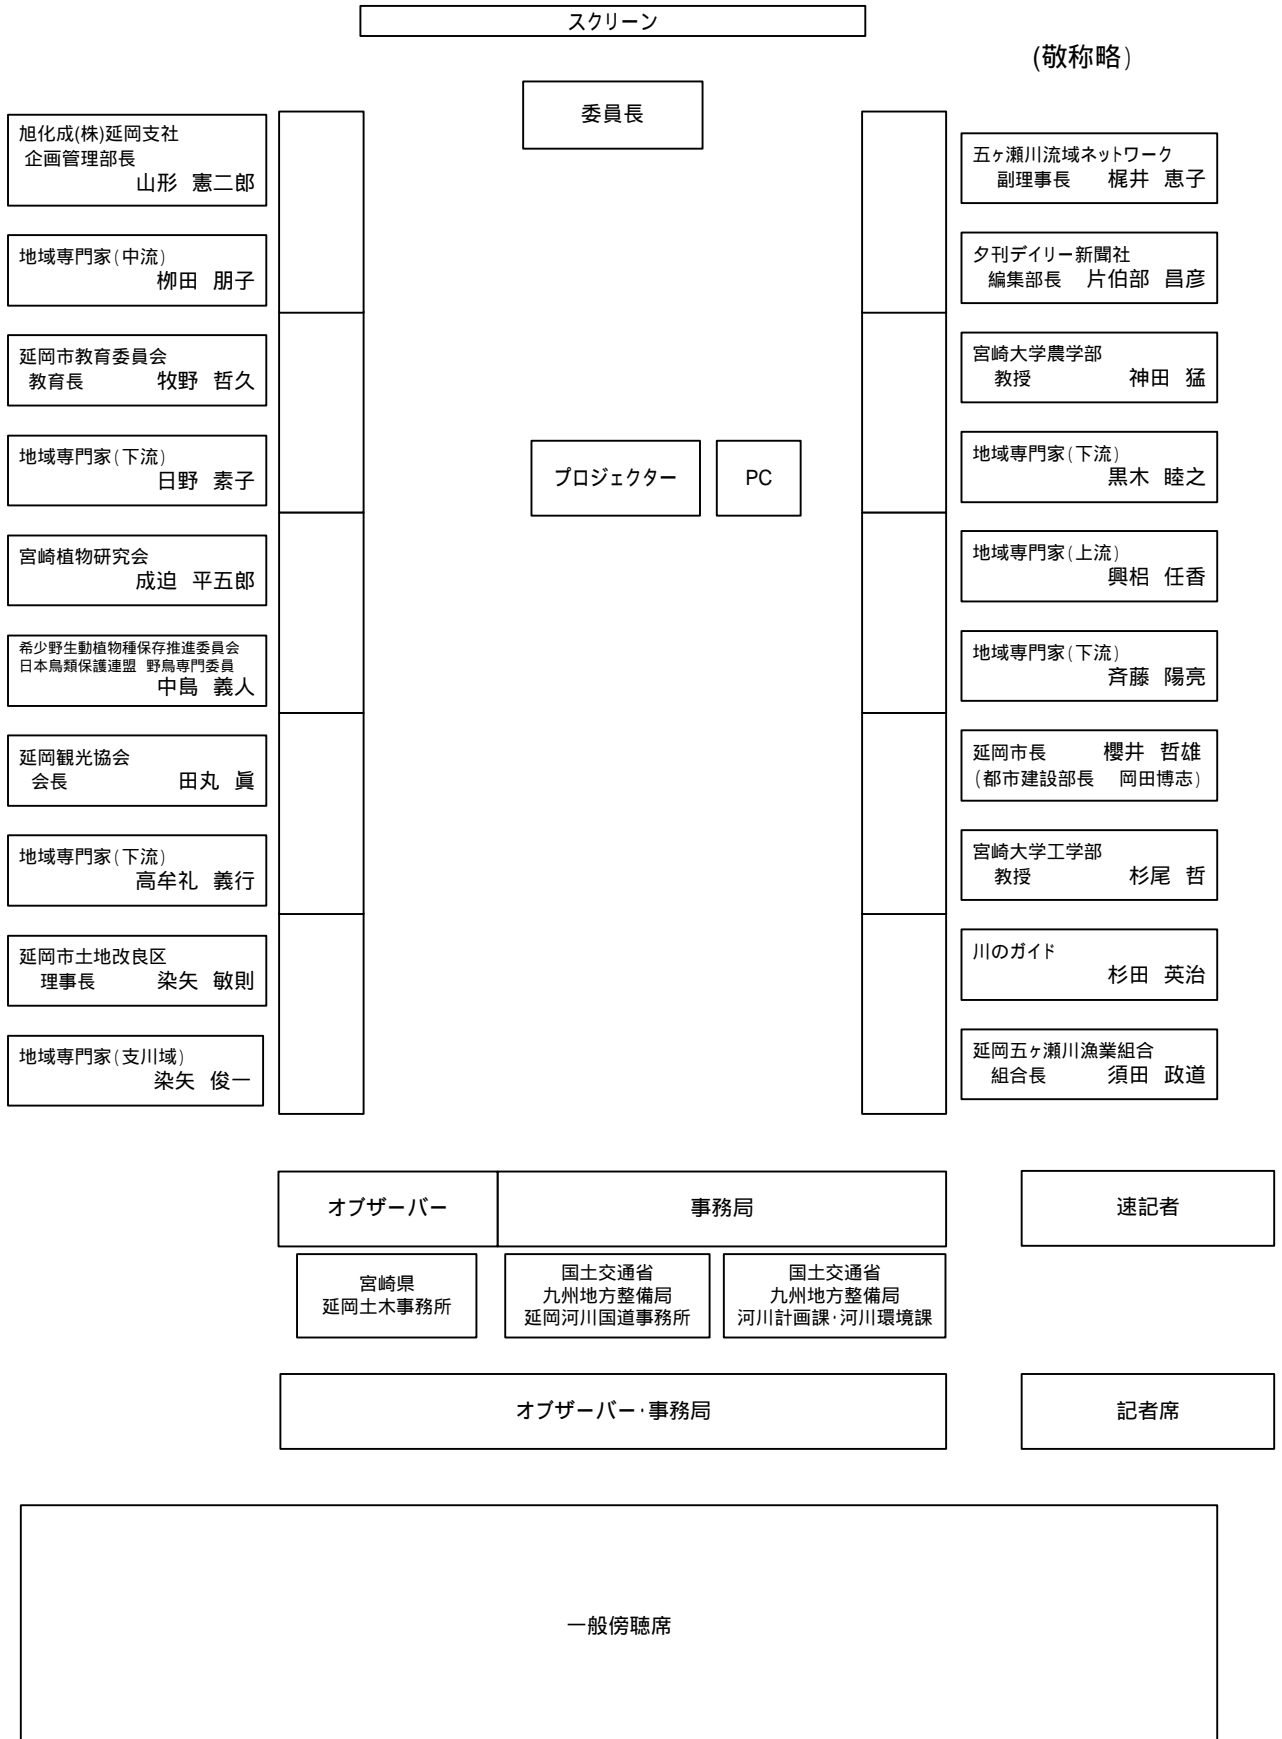 スクリーン
(敬称略)
委員長
旭化成(株)延岡支社
企画管理部長
山形 憲二郎
地域専門家(中流)
栁田 朋子
延岡市教育委員会
教育長 牧野 哲久
地域専門家(下流)
日野 素子
宮崎植物研究会
成迫 平五郎
希少野生動植物種保存推進委員会
日本鳥類保護連盟 野鳥専門委員
中島 義人
延岡観光協会
会長 田丸 眞
地域専門家(下流)
高牟礼 義行
延岡市土地改良区
理事長 染矢 敏則
地域専門家(支川域)
染矢 俊一
プロジェクター
PC
五ヶ瀬川流域ネットワーク
副理事長 梶井 恵子
夕刊デイリー新聞社
編集部長 片伯部 昌彦
宮崎大学農学部
教授 神田 猛
地域専門家(下流)
黒木 睦之
地域専門家(上流)
興梠 任香
地域専門家(下流)
斉藤 陽亮
延岡市長 櫻井 哲雄
(都市建設部長 岡田博志)
宮崎大学工学部
教授 杉尾 哲
川のガイド
杉田 英治
延岡五ヶ瀬川漁業組合
組合長 須田 政道
オブザーバー
事務局
速記者
宮崎県
延岡土木事務所
国土交通省
九州地方整備局
延岡河川国道事務所
国土交通省
九州地方整備局
河川計画課・河川環境課
オブザーバー・事務局
記者席
一般傍聴席